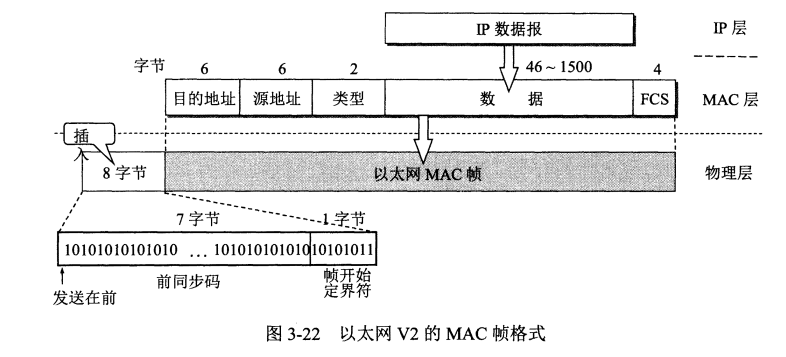 IP 数据报
IP 层
字节 6 6 2 46～1500 4
目的地址 源地址 类型 数 据 FCS MAC 层
插入
8 字节 以太网 MAC 帧 物理层
7 字节 1 字节
10101010101010 … 101010101010 10101011
发送在前 前同步码 帧开始
定界符
图 3-22 以太网 V2 的 MAC 帧格式